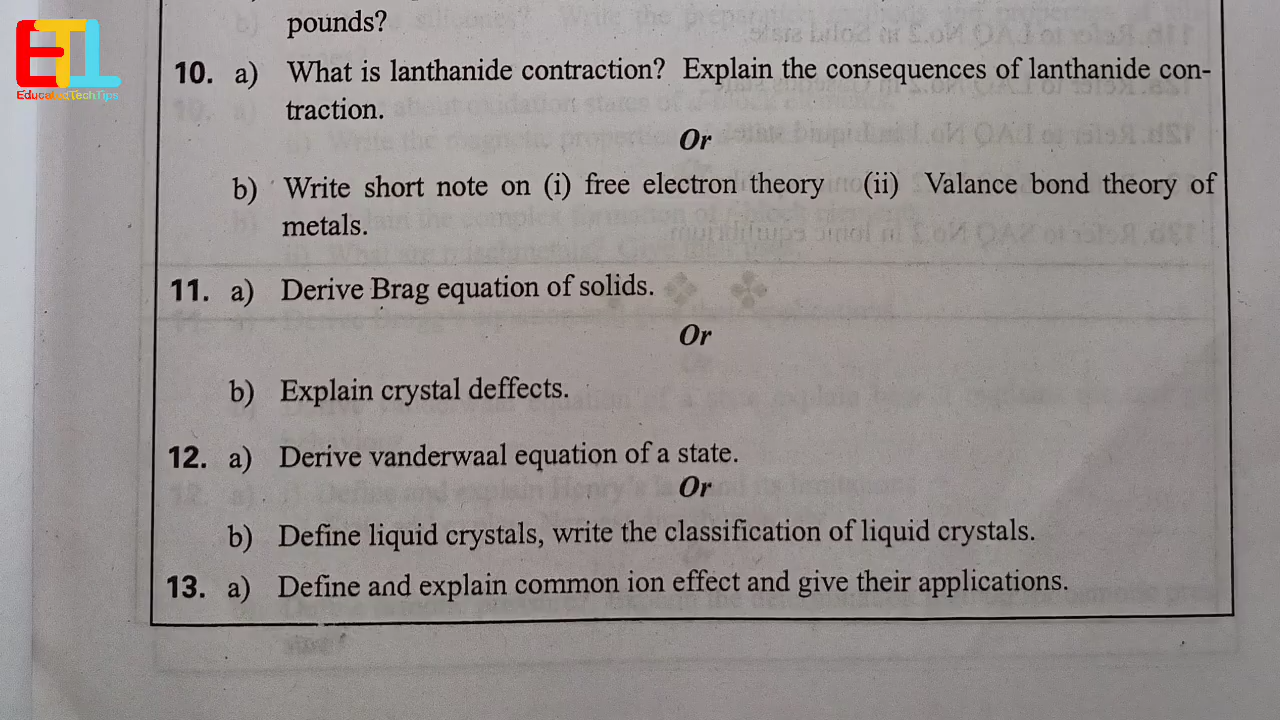 ETT
EducatedTechTips
pounds?
10. a) What is lanthanide contraction? Explain the consequences of lanthanide con-
traction.
Or
b) Write short note on (i) free electron theory (ii) Valance bond theory of
metals.
11. a) Derive Brag equation of solids.
Or
b) Explain crystal deffects.
12. a) Derive vanderwaal equation of a state.
Or
b) Define liquid crystals, write the classification of liquid crystals.
13. a) Define and explain common ion effect and give their applications.